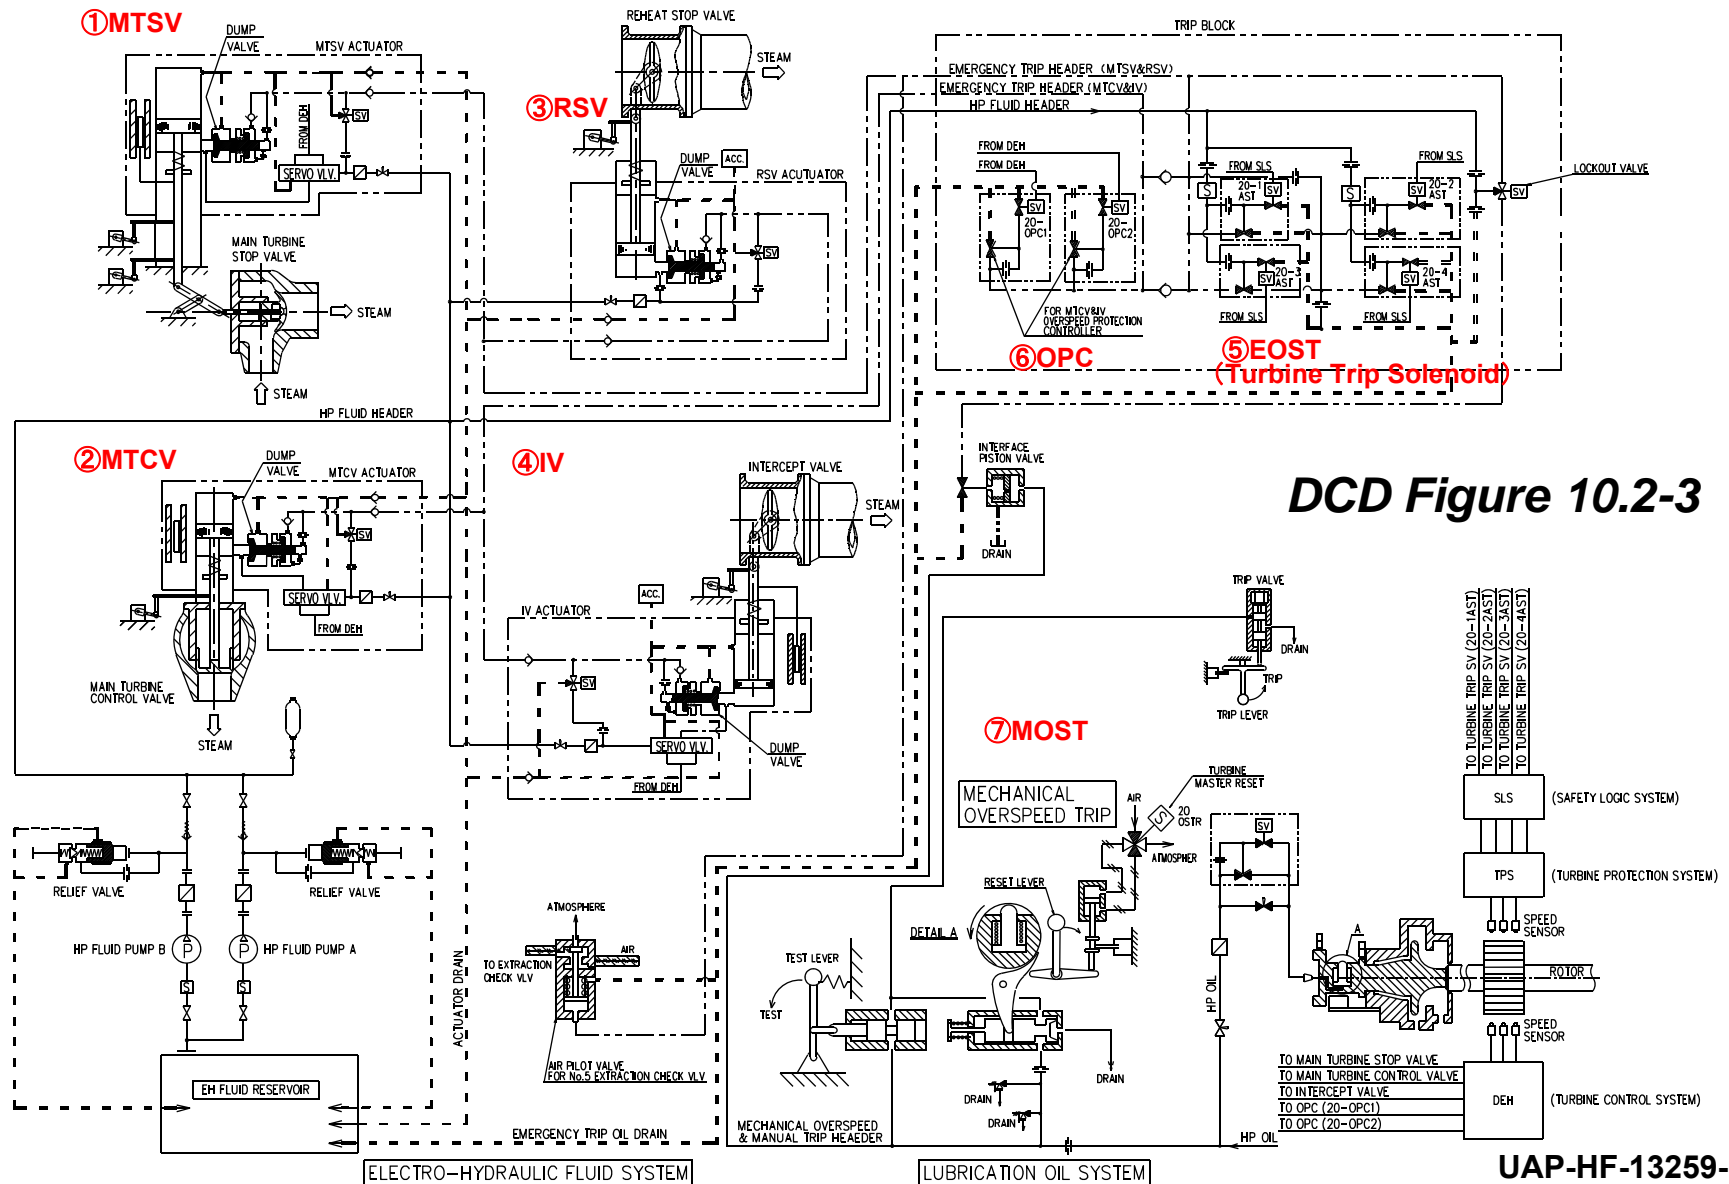 ①MTSV
DUMP
VALVE
MTSV ACTUATOR
FROM DEH
SV
SERVO VLV.
MAIN TURBINE
STOP VALVE
STEAM
STEAM
REHEAT STOP VALVE
STEAM
③RSV
DUMP
VALVE
ACC.
RSV ACUTUATOR
SV
TRIP BLOCK
EMERGENCY TRIP HEADER (MTSV&RSV)
EMERGENCY TRIP HEADER(MTCV&IV)
HP FLUID HEADER
FROM DEH
FROM DEH
SV
20-
OPC1
SV
20-
OPC2
FOR MTCV&IV
OVERSPEED PROTECTION
CONTROLLER
⑥OPC
S
FROM SLS
20-1
AST
SV
S
FROM SLS
SV
20-2
AST
SV
LOCKOUT VALVE
SV
20-3
AST
FROM SLS
SV
20-4
AST
FROM SLS
⑤EOST
(Turbine Trip Solenoid)
HP FLUID HEADER
②MTCV
DUMP
VALVE
MTCV ACTUATOR
SV
SERVO VLV.
FROM DEH
MAIN TURBINE
CONTROL VALVE
STEAM
④IV
INTERCEPT VALVE
STEAM
ACC.
IV ACTUATOR
SV
SERVO VLV.
FROM DEH
DUMP
VALVE
INTERFACE
PISTON VALVE
DRAIN
DCD Figure 10.2-3
TRIP VALVE
DRAIN
TRIP
TRIP LEVER
TO TURBINE TRIP SV (20-1AST)
TO TURBINE TRIP SV (20-2AST)
TO TURBINE TRIP SV (20-3AST)
TO TURBINE TRIP SV (20-4AST)
SLS
(SAFETY LOGIC SYSTEM)
TPS
(TURBINE PROTECTION SYSTEM)
SPEED
SENSOR
ROTOR
SPEED
SENSOR
⑦MOST
MECHANICAL
OVERSPEED TRIP
TURBINE
MASTER RESET
AIR
S
20
OSTR
ATMOSPHER
SV
RESET LEVER
DETAIL A
A
HP OIL
TEST LEVER
TEST
DRAIN
DRAIN
DRAIN
HP OIL
MECHANICAL OVERSPEED
& MANUAL TRIP HEAEDER
RELIEF VALVE
RELIEF VALVE
HP FLUID PUMP B
P
P
HP FLUID PUMP A
S
S
ACTUATOR DRAIN
EH FLUID RESERVOIR
ATMOSPHERE
AIR
TO EXTRACTION
CHECK VLV
AIR PILOT VALVE
FOR No.5 EXTRACTION CHECK VLV
EMERGENCY TRIP OIL DRAIN
TO MAIN TURBINE STOP VALVE
TO MAIN TURBINE CONTROL VALVE
TO INTERCEPT VALVE
TO OPC (20-OPC1)
TO OPC (20-OPC2)
DEH
(TURBINE CONTROL SYSTEM)
ELECTRO-HYDRAULIC FLUID SYSTEM
LUBRICATION OIL SYSTEM
UAP-HF-13259-